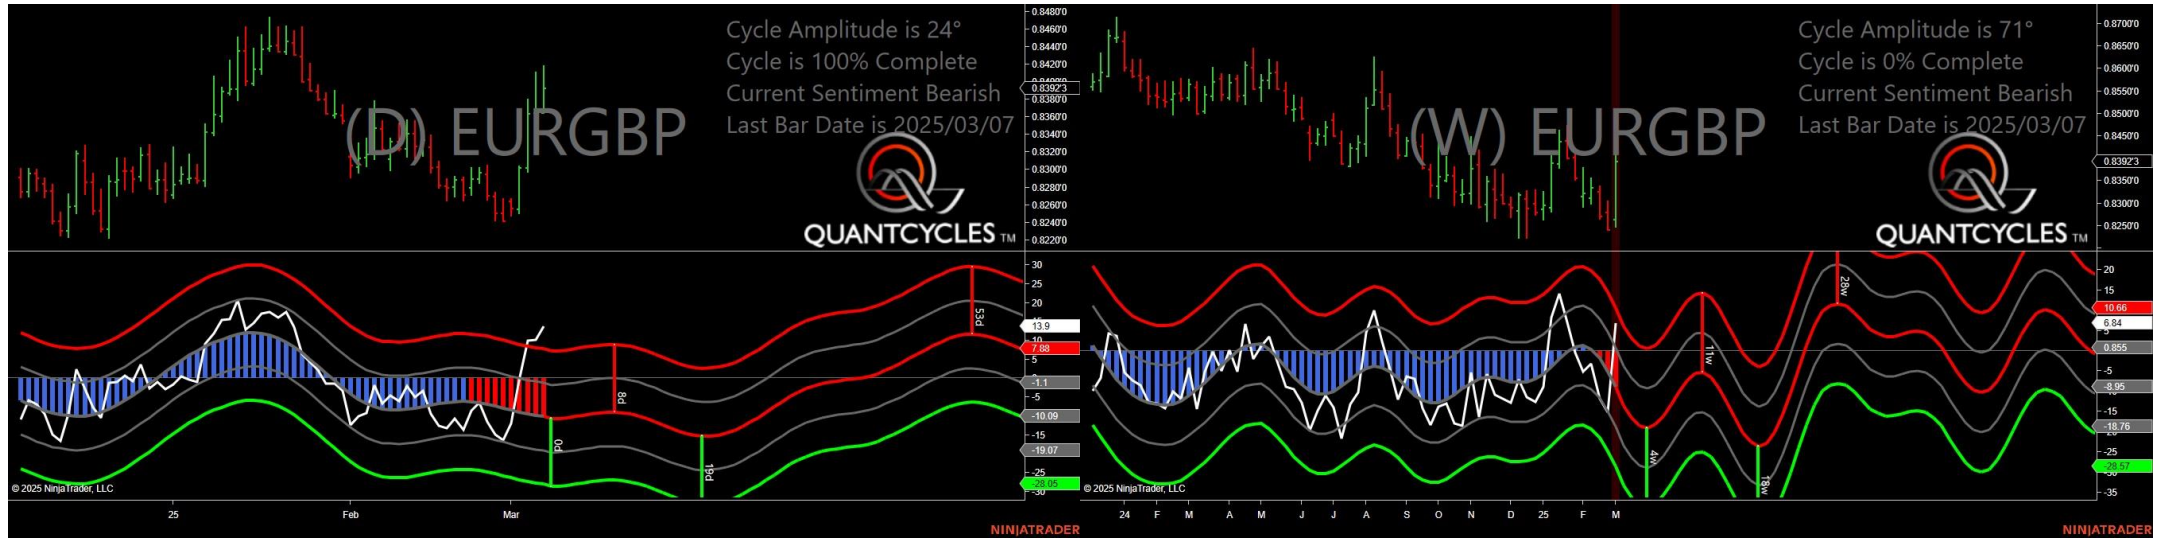 Cycle Amplitude is 24°
Cycle is 100% Complete
Current Sentiment Bearish
Last Bar Date is 2025/03/07
(D) EURGBP
QUANTCYCLES TM
0.8480'0
0.8460'0
0.8440'0
0.8420'0
0.8400'0
0.8392'3
0.8380'0
0.8360'0
0.8340'0
0.8320'0
0.8300'0
0.8280'0
0.8260'0
0.8240'0
0.8220'0
30
25
20
13.9
10
7.88
5
-1.1
-5
-10.09
-15
-19.07
-25
-28.05
-30
0d
8d
19d
53d
© 2025 NinjaTrader, LLC
25
Feb
Mar
NINJATRADER
Cycle Amplitude is 71°
Cycle is 0% Complete
Current Sentiment Bearish
Last Bar Date is 2025/03/07
(W) EURGBP
QUANTCYCLES TM
0.8700'0
0.8650'0
0.8600'0
0.8550'0
0.8500'0
0.8450'0
0.8392'3
0.8350'0
0.8300'0
0.8250'0
20
15
10.66
6.84
5
0.855
-5
-8.95
-15
-18.76
-25
-28.57
-35
4w
11w
18w
28w
© 2025 NinjaTrader, LLC
24
F
M
A
M
J
J
A
S
O
N
D
25
F
M
NINJATRADER